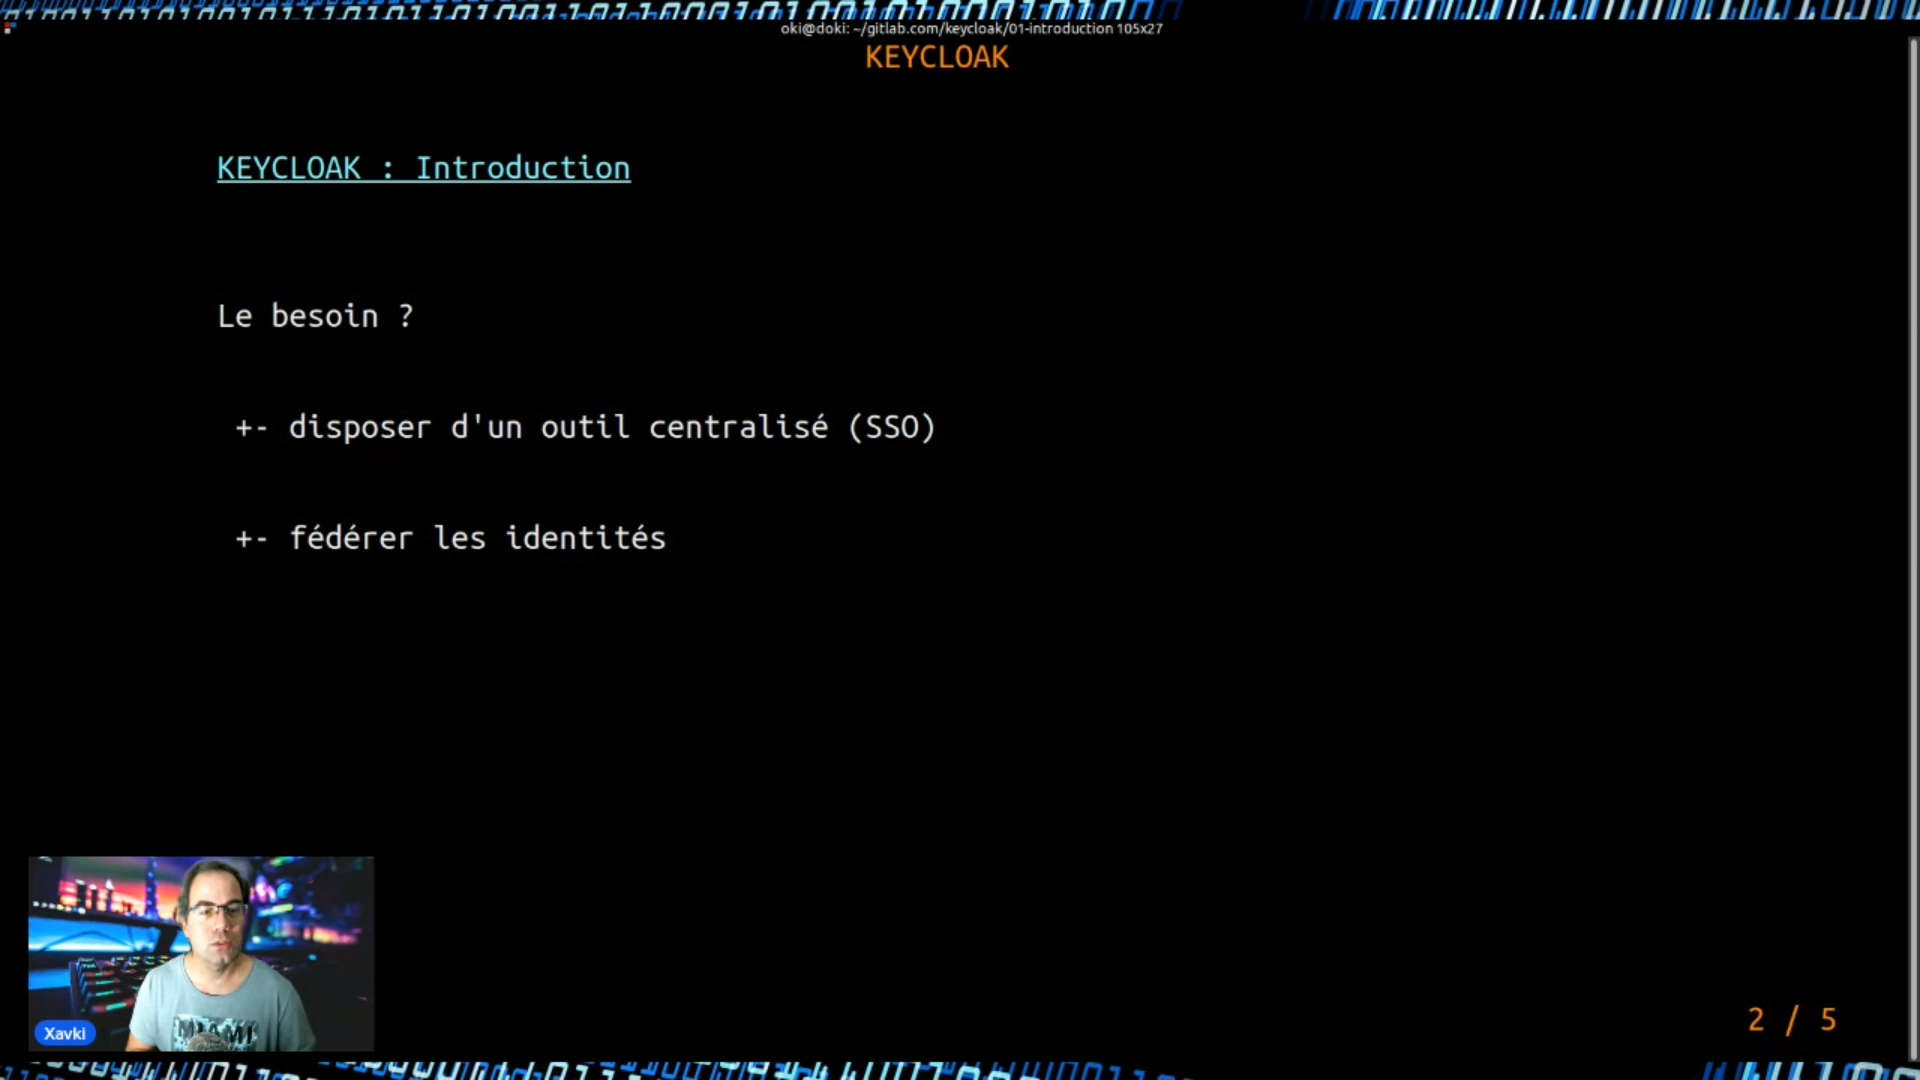 oki@doki: ~/gitlab.com/keycloak/01-introduction 105x27
KEYCLOAK
KEYCLOAK : Introduction
Le besoin ?
+- disposer d'un outil centralisé (SSO)
+- fédérer les identités
Xavki
2 / 5